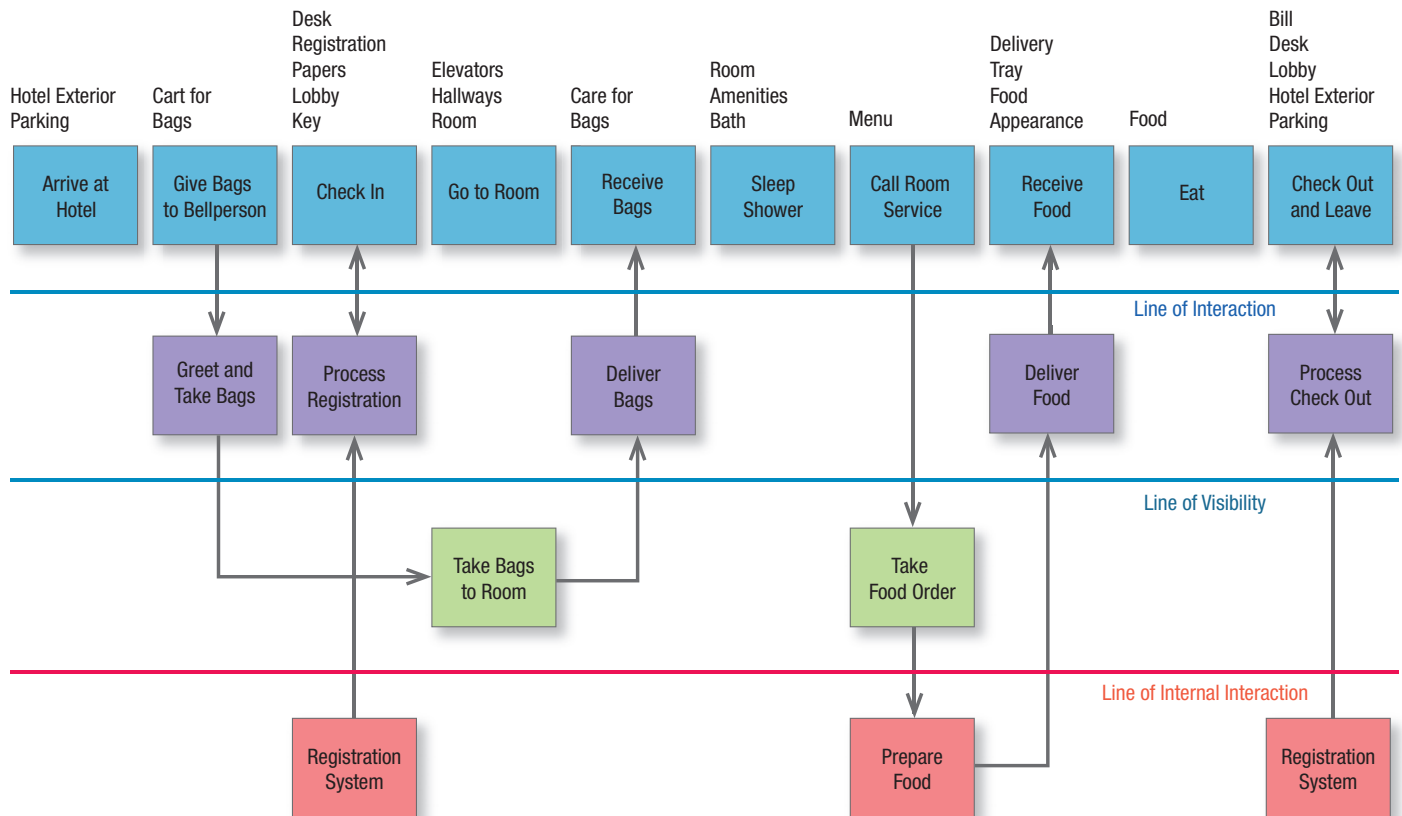 Hotel Exterior
Parking
Cart for
Bags
Desk
Registration
Papers
Lobby
Key
Elevators
Hallways
Room
Care for
Bags
Room
Amenities
Bath
Menu
Delivery
Tray
Food
Appearance
Food
Bill
Desk
Lobby
Hotel Exterior
Parking
Arrive at
Hotel
Give Bags
to Bellperson
Check In
Go to Room
Receive
Bags
Sleep
Shower
Call Room
Service
Receive
Food
Eat
Check Out
and Leave
Line of Interaction
Greet and
Take Bags
Process
Registration
Deliver
Bags
Deliver
Food
Process
Check Out
Line of Visibility
Take Bags
to Room
Take
Food Order
Line of Internal Interaction
Registration
System
Prepare
Food
Registration
System